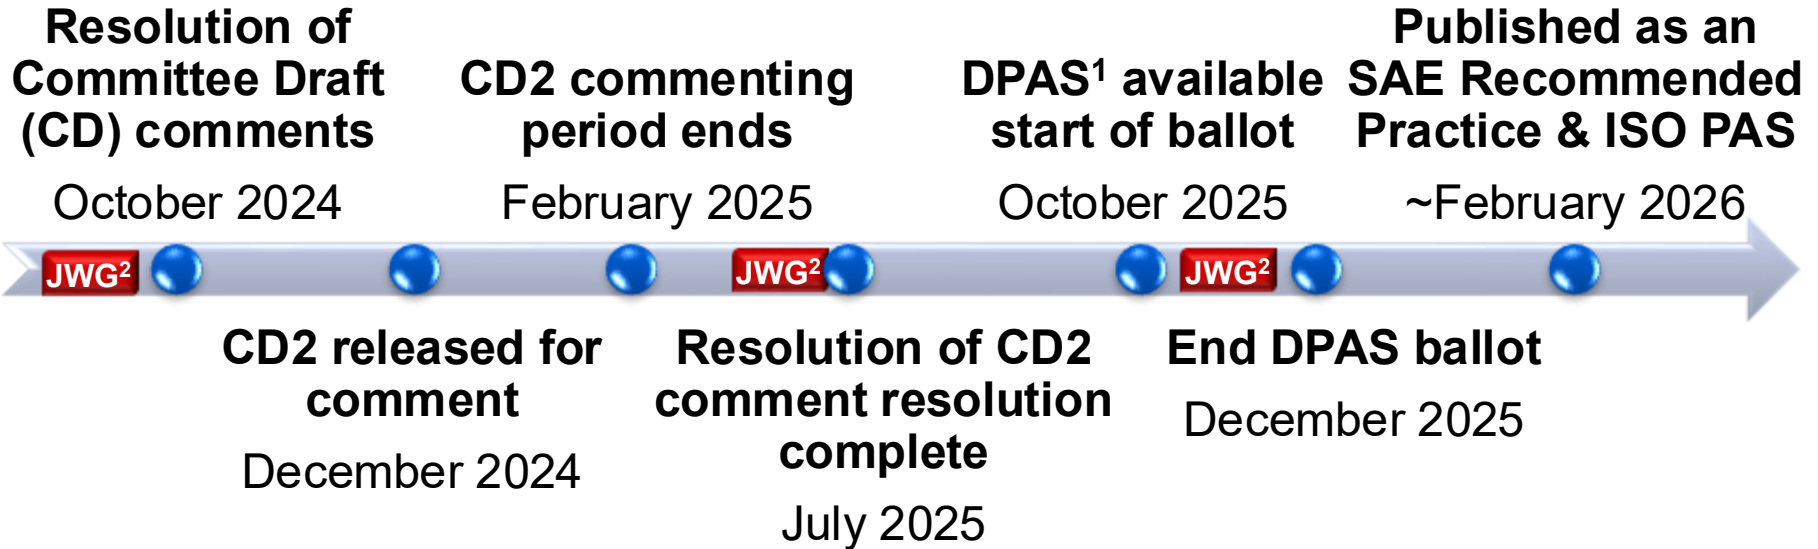 Resolution of
Committee Draft
(CD) comments
October 2024
CD2 commenting
period ends
February 2025
DPAS¹ available
start of ballot
October 2025
Published as an
SAE Recommended
Practice & ISO PAS
~February 2026
JWG²
JWG²
JWG²
CD2 released for
comment
December 2024
Resolution of CD2
comment resolution
complete
July 2025
End DPAS ballot
December 2025